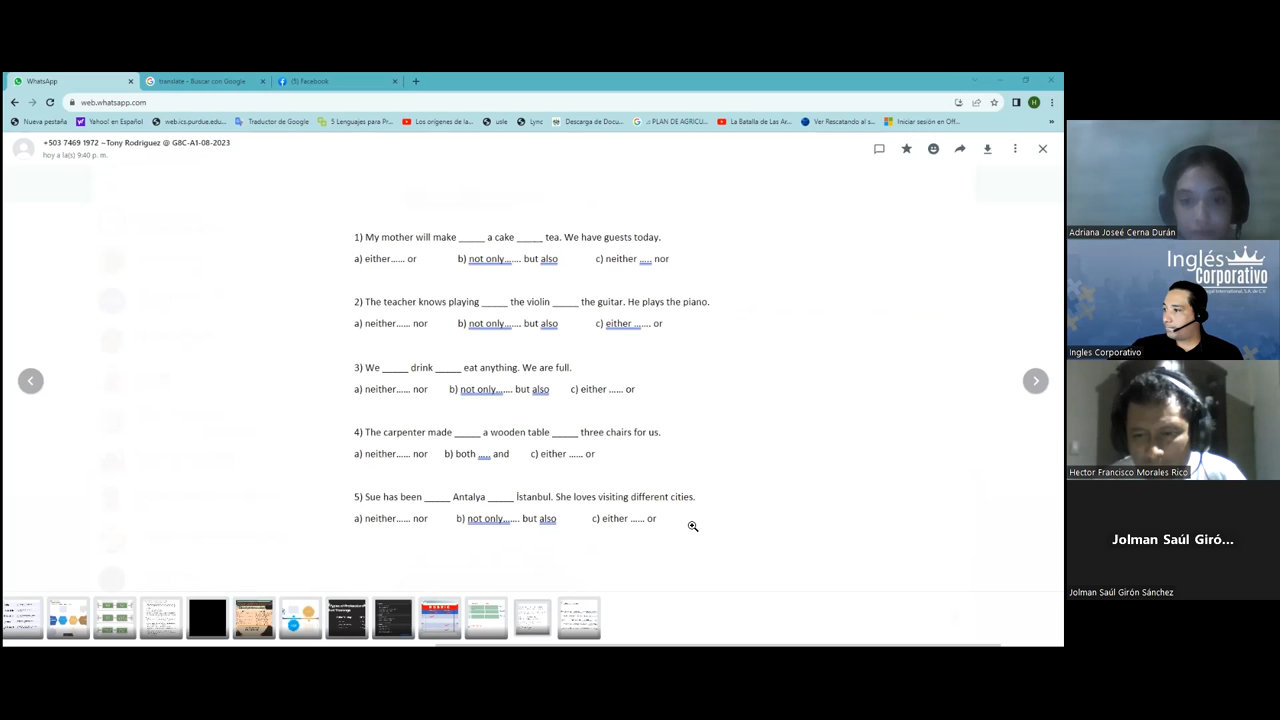 WhatsApp
translate - Buscar con Google
(1) Facebook
web.whatsapp.com
Nueva pestaña
Yahoo! en Español
web.ics.purdue.edu...
Traductor de Google
5 Lenguajes para Pr...
Los orígenes de la...
usle
Lync
Descarga de Docu...
.: PLAN DE AGRICU...
La Batalla de Las Ar...
Ver Rescatando al s...
Iniciar sesión en Off...
+503 7469 1972 ~Tony Rodriguez @ G8C-A1-08-2023
hoy a la(s) 9:40 p. m.
1) My mother will make _____ a cake _____ tea. We have guests today.
a) either...... or b) not only....... but also c) neither ..... nor
2) The teacher knows playing _____ the violin _____ the guitar. He plays the piano.
a) neither...... nor b) not only....... but also c) either ....... or
3) We _____ drink _____ eat anything. We are full.
a) neither...... nor b) not only....... but also c) either ...... or
4) The carpenter made _____ a wooden table _____ three chairs for us.
a) neither...... nor b) both ..... and c) either ...... or
5) Sue has been _____ Antalya _____ İstanbul. She loves visiting different cities.
a) neither...... nor b) not only....... but also c) either ...... or
Adriana Joseé Cerna Durán
Inglés
Corporativo
Ingles Corporativo
Hector Francisco Morales Rico
Jolman Saúl Giró...
Jolman Saúl Girón Sánchez